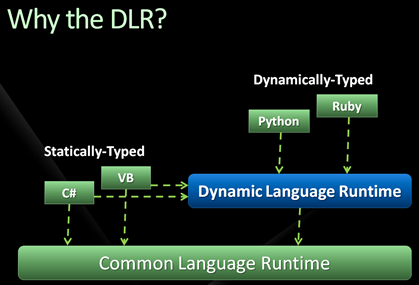 Why the DLR?
Dynamically-Typed
Ruby
Python
Statically-Typed
VB
C#
Dynamic Language Runtime
Common Language Runtime